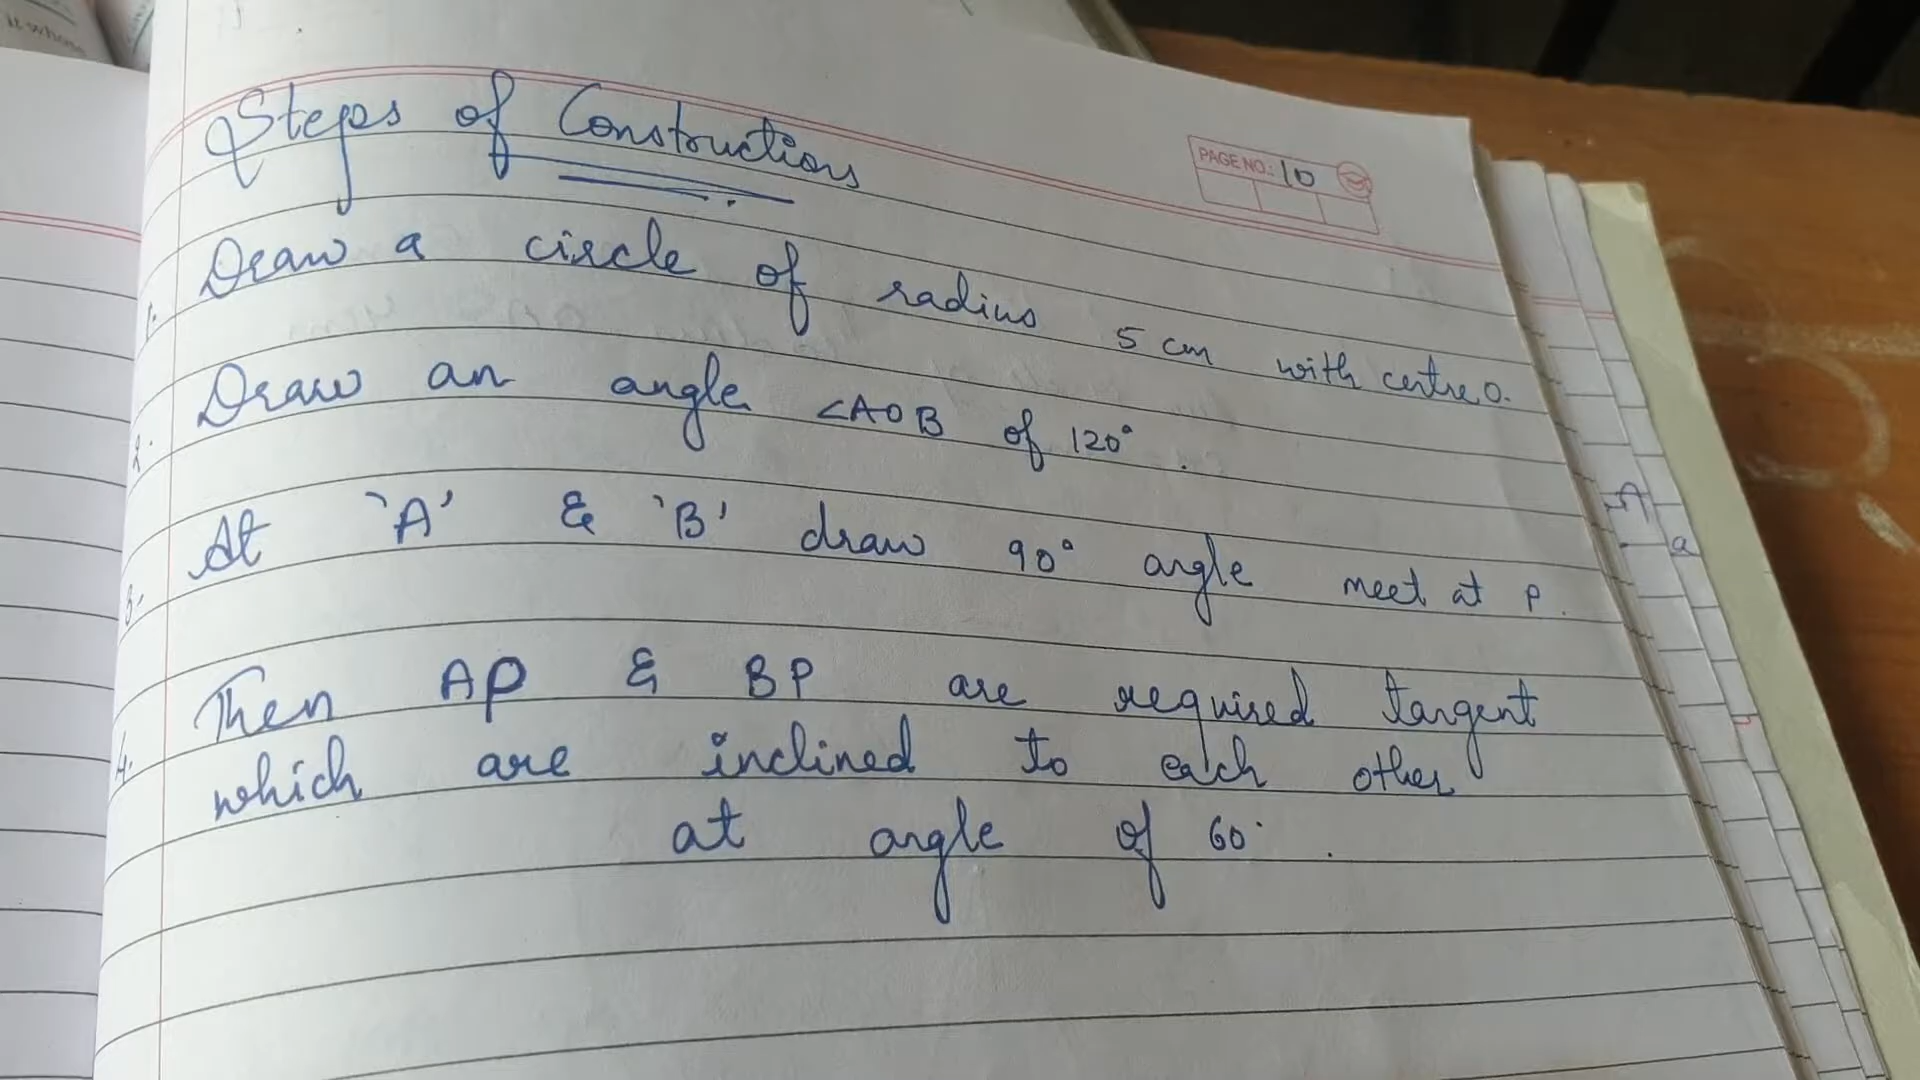 it whose
PAGE NO.: 10
Steps of Constructions
1. Draw a circle of radius 5 cm with centre O.
2. Draw an angle ∠AOB of 120°.
3. At 'A' & 'B' draw 90° angle meet at P.
4. Then AP & BP are required tangent
which are inclined to each other
at angle of 60°.
A
a